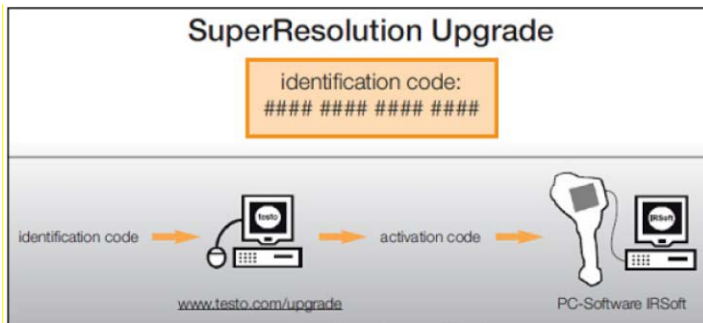 SuperResolution Upgrade
identification code:
#### #### #### ####
identification code
testo
activation code
IRSoft
www.testo.com/upgrade
PC-Software IRSoft